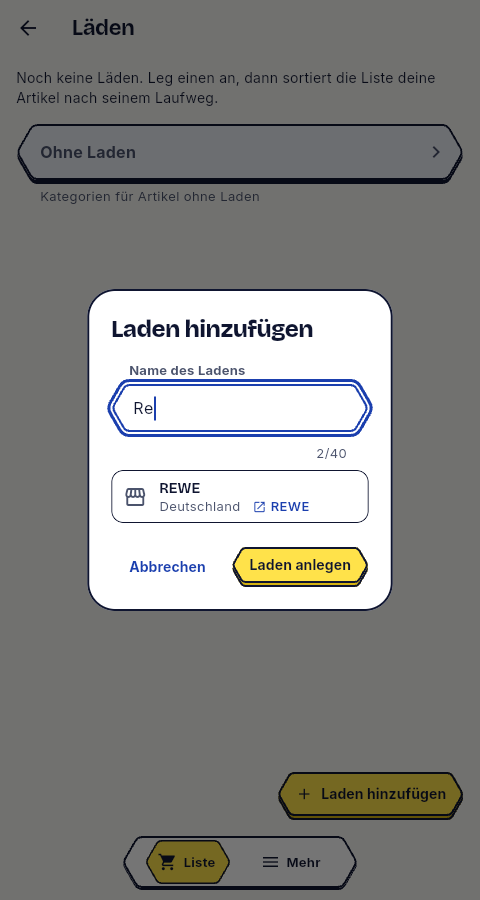 Läden
Noch keine Läden. Leg einen an, dann sortiert die Liste deine
Artikel nach seinem Laufweg.
Ohne Laden
Kategorien für Artikel ohne Laden
Laden hinzufügen
Name des Ladens
Re
2/40
REWE
Deutschland REWE
Abbrechen Laden anlegen
Laden hinzufügen
Liste Mehr